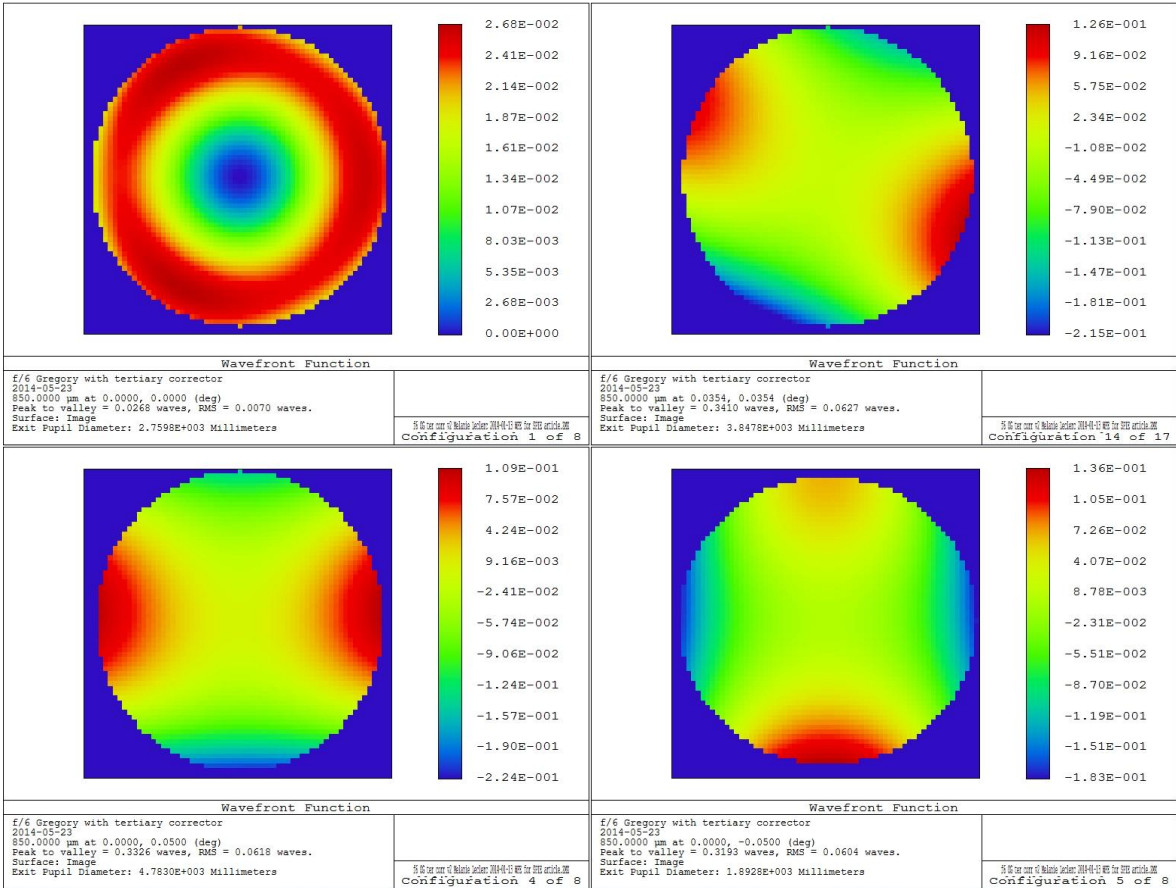 2.68E-002
2.41E-002
2.14E-002
1.87E-002
1.61E-002
1.34E-002
1.07E-002
8.03E-003
5.35E-003
2.68E-003
0.00E+000
Wavefront Function
f/6 Gregory with tertiary corrector
2014-05-23
850.0000 µm at 0.0000, 0.0000 (deg)
Peak to valley = 0.0268 waves, RMS = 0.0070 waves.
Surface: Image
Exit Pupil Diameter: 2.7598E+003 Millimeters
Configuration 1 of 8
1.26E-001
9.16E-002
5.75E-002
2.34E-002
-1.08E-002
-4.49E-002
-7.90E-002
-1.13E-001
-1.47E-001
-1.81E-001
-2.15E-001
Wavefront Function
f/6 Gregory with tertiary corrector
2014-05-23
850.0000 µm at 0.0354, 0.0354 (deg)
Peak to valley = 0.3410 waves, RMS = 0.0627 waves.
Surface: Image
Exit Pupil Diameter: 3.8478E+003 Millimeters
Configuration 14 of 17
1.09E-001
7.57E-002
4.24E-002
9.16E-003
-2.41E-002
-5.74E-002
-9.06E-002
-1.24E-001
-1.57E-001
-1.90E-001
-2.24E-001
Wavefront Function
f/6 Gregory with tertiary corrector
2014-05-23
850.0000 µm at 0.0000, 0.0500 (deg)
Peak to valley = 0.3326 waves, RMS = 0.0618 waves.
Surface: Image
Exit Pupil Diameter: 4.7830E+003 Millimeters
Configuration 4 of 8
1.36E-001
1.05E-001
7.26E-002
4.07E-002
8.78E-003
-2.31E-002
-5.51E-002
-8.70E-002
-1.19E-001
-1.51E-001
-1.83E-001
Wavefront Function
f/6 Gregory with tertiary corrector
2014-05-23
850.0000 µm at 0.0000, -0.0500 (deg)
Peak to valley = 0.3193 waves, RMS = 0.0604 waves.
Surface: Image
Exit Pupil Diameter: 1.8928E+003 Millimeters
Configuration 5 of 8